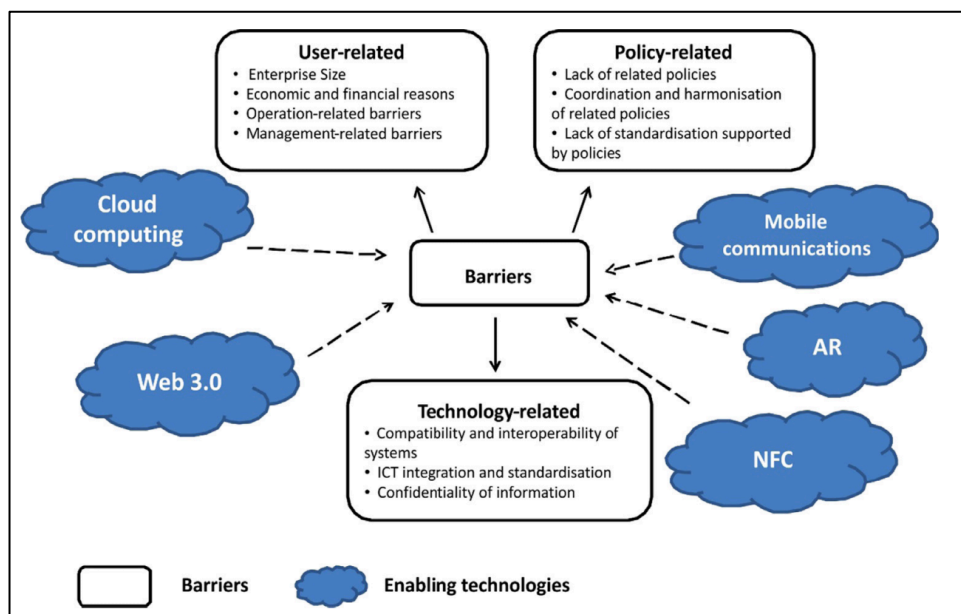 User-related
• Enterprise Size
• Economic and financial reasons
• Operation-related barriers
• Management-related barriers
Policy-related
• Lack of related policies
• Coordination and harmonisation
of related policies
• Lack of standardisation supported
by policies
Cloud
computing
Mobile
communications
Barriers
AR
Web 3.0
Technology-related
• Compatibility and interoperability of
systems
• ICT integration and standardisation
• Confidentiality of information
NFC
Barriers
Enabling technologies